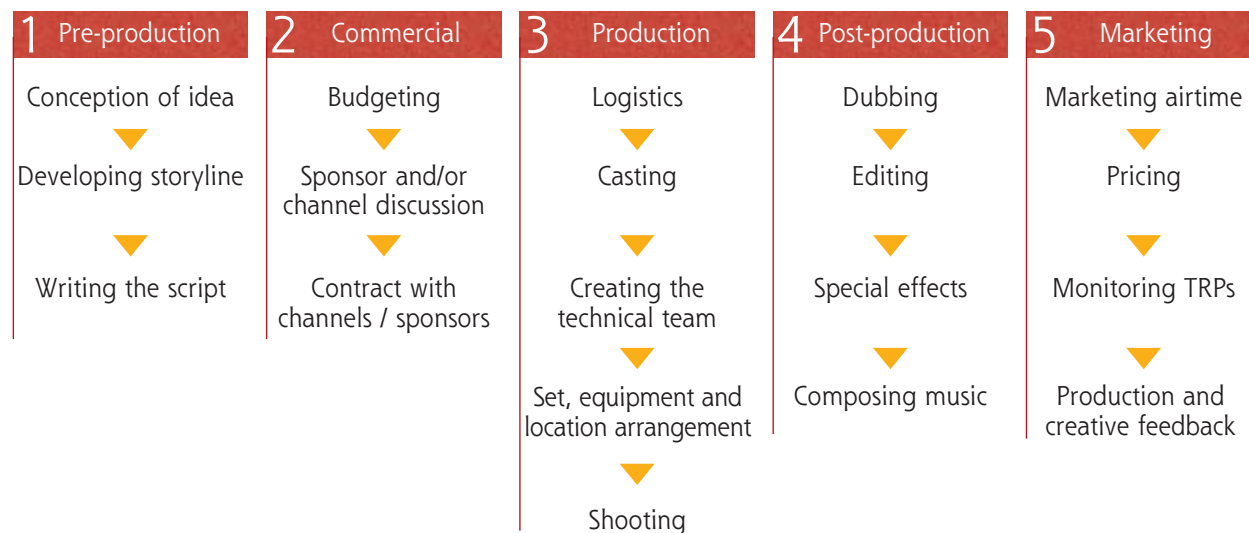 1 Pre-production
Conception of idea
Developing storyline
Writing the script
2 Commercial
Budgeting
Sponsor and/or
channel discussion
Contract with
channels / sponsors
3 Production
Logistics
Casting
Creating the
technical team
Set, equipment and
location arrangement
Shooting
4 Post-production
Dubbing
Editing
Special effects
Composing music
5 Marketing
Marketing airtime
Pricing
Monitoring TRPs
Production and
creative feedback